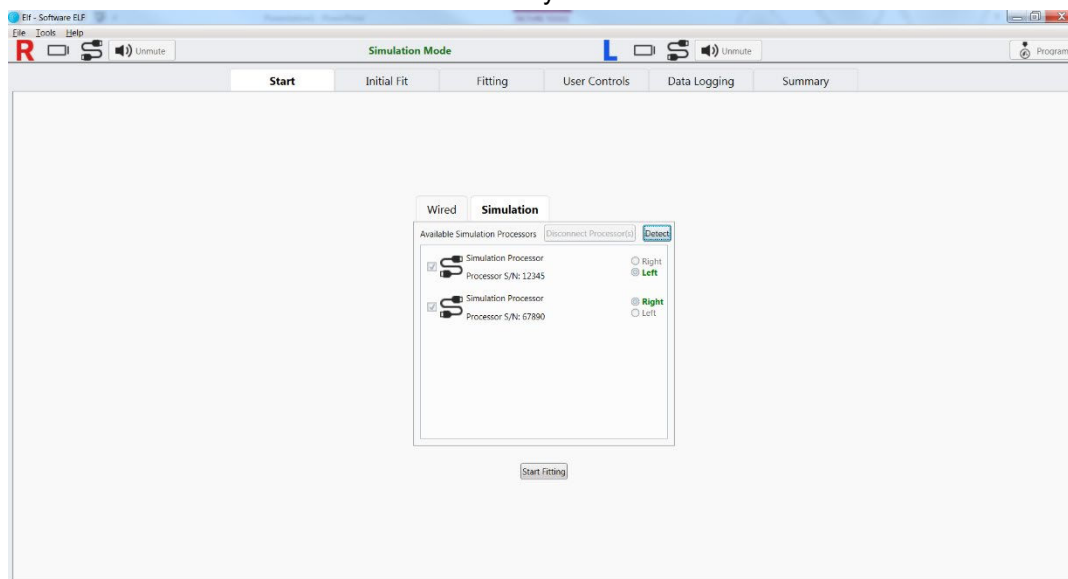 Elf - Software ELF
File Tools Help
R Unmute Simulation Mode L Unmute Program
Start Initial Fit Fitting User Controls Data Logging Summary
Wired Simulation
Available Simulation Processors Disconnect Processor(s) Detect
Simulation Processor Right
Processor S/N: 12345 Left
Simulation Processor Right
Processor S/N: 67890 Left
Start Fitting